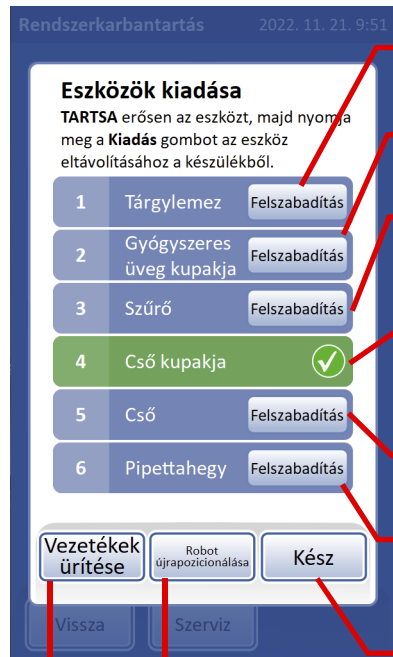 Rendszerkarbantartás 2022. 11. 21. 9:51
Eszközök kiadása
TARTSA erősen az eszközt, majd nyomja
meg a Kiadás gombot az eszköz
eltávolításához a készülékből.
1 Tárgylemez Felszabadítás
Gyógyszeres
2 üveg kupakja Felszabadítás
3 Szűrő Felszabadítás
4 Cső kupakja
5 Cső Felszabadítás
6 Pipettahegy Felszabadítás
Vezetékek
ürítése
Robot
újrapozicionálása
Kész
Vissza Szerviz